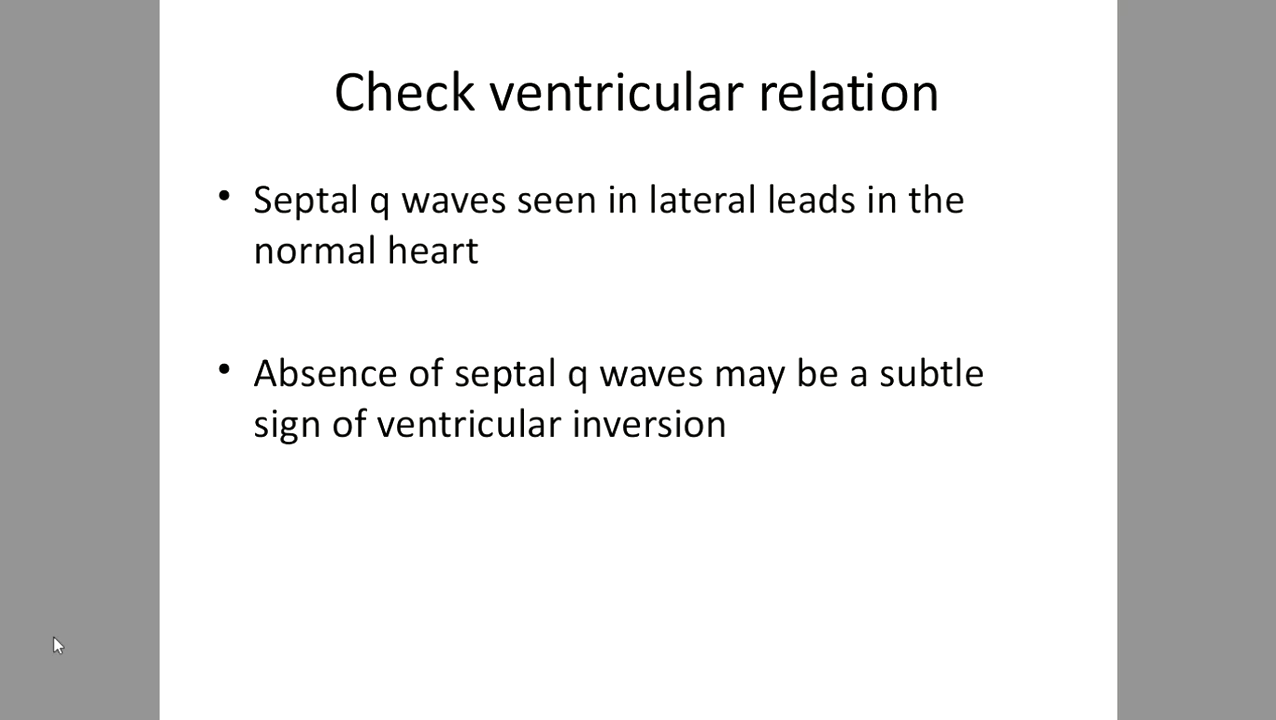 Check ventricular relation
• Septal q waves seen in lateral leads in the
normal heart
• Absence of septal q waves may be a subtle
sign of ventricular inversion